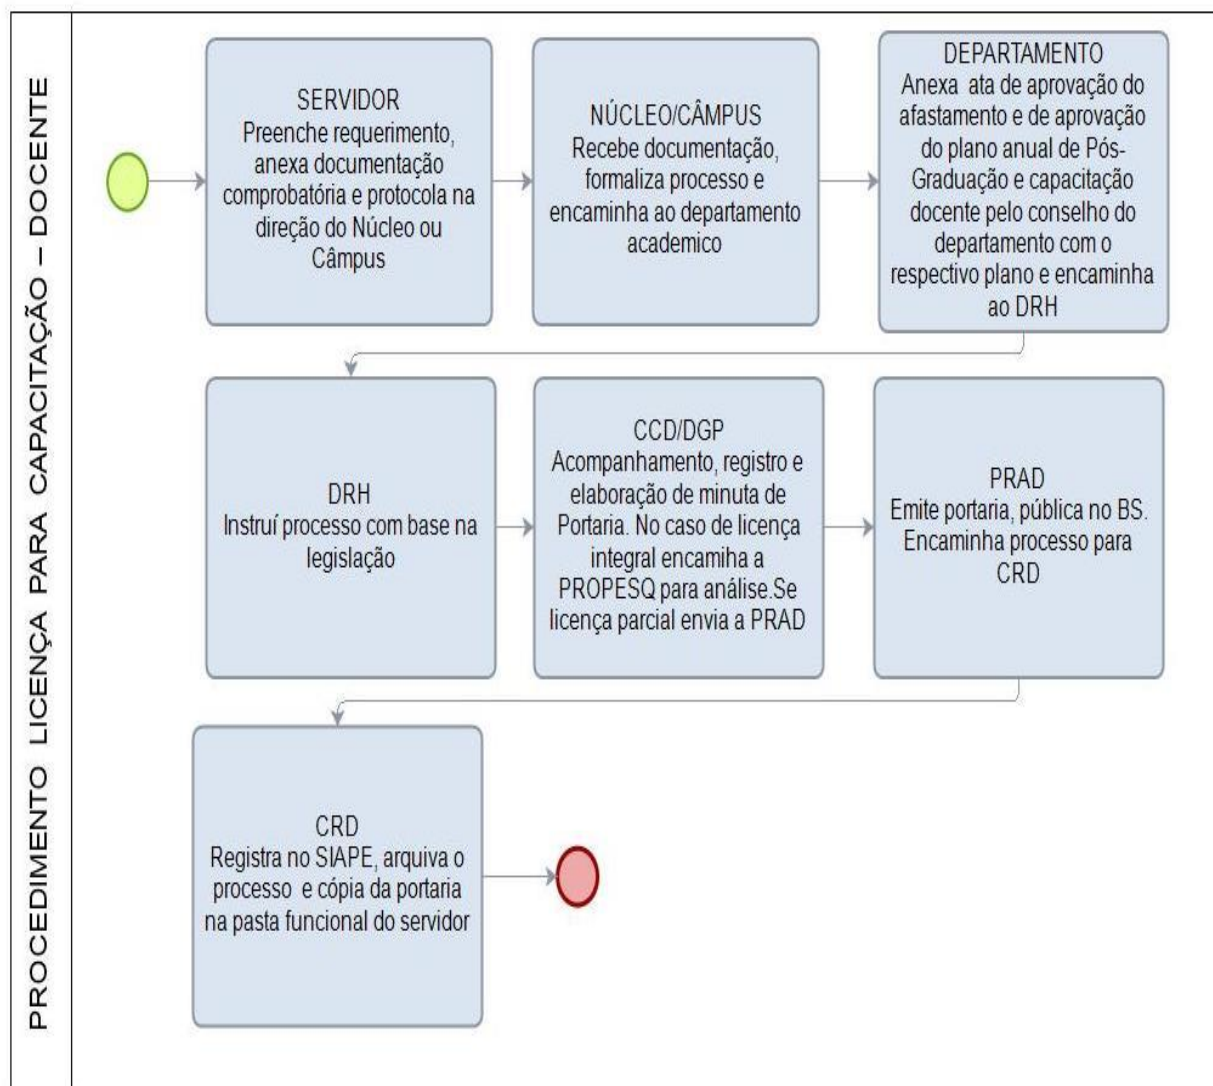 PROCEDIMENTO LICENÇA PARA CAPACITAÇÃO – DOCENTE
SERVIDOR
Preenche requerimento,
anexa documentação
comprobatória e protocola na
direção do Núcleo ou
Câmpus
NÚCLEO/CÂMPUS
Recebe documentação,
formaliza processo e
encaminha ao departamento
academico
DEPARTAMENTO
Anexa ata de aprovação do
afastamento e de aprovação
do plano anual de Pós-
Graduação e capacitação
docente pelo conselho do
departamento com o
respectivo plano e encaminha
ao DRH
DRH
Instruí processo com base na
legislação
CCD/DGP
Acompanhamento, registro e
elaboração de minuta de
Portaria. No caso de licença
integral encamiha a
PROPESQ para análise.Se
licença parcial envia a PRAD
PRAD
Emite portaria, pública no BS.
Encaminha processo para
CRD
CRD
Registra no SIAPE, arquiva o
processo e cópia da portaria
na pasta funcional do servidor